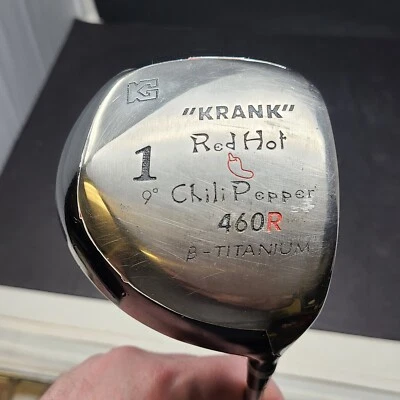 KG
"KRANK"
Red Hot
1
9° Chili Pepper
460R
β-TITANIUM